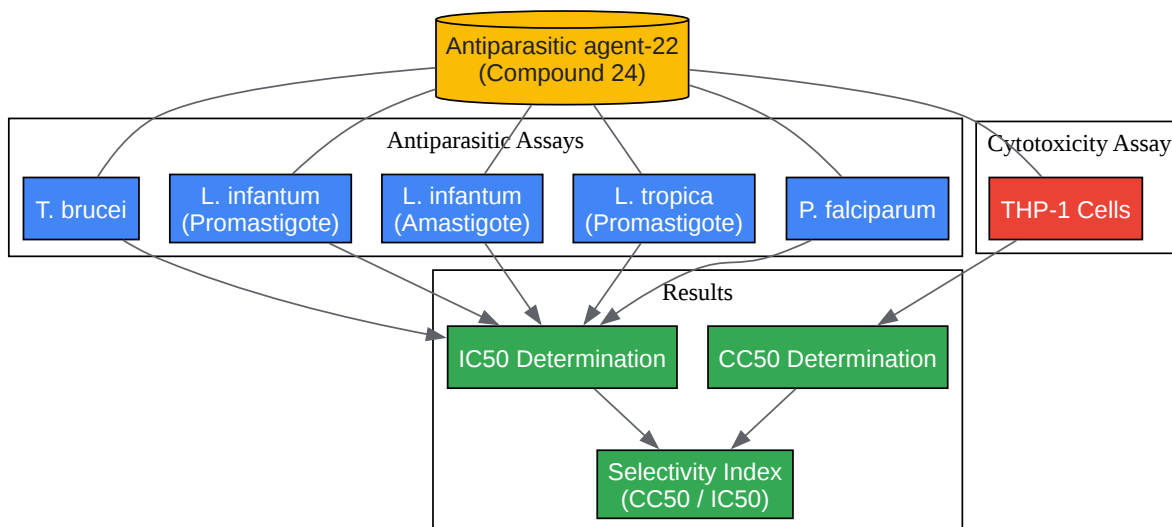 Antiparasitic agent-22
(Compound 24)
Antiparasitic Assays
Cytotoxicity Assay
T. brucei
L. infantum
(Promastigote)
L. infantum
(Amastigote)
L. tropica
(Promastigote)
P. falciparum
THP-1 Cells
Results
IC50 Determination
CC50 Determination
Selectivity Index
(CC50 / IC50)